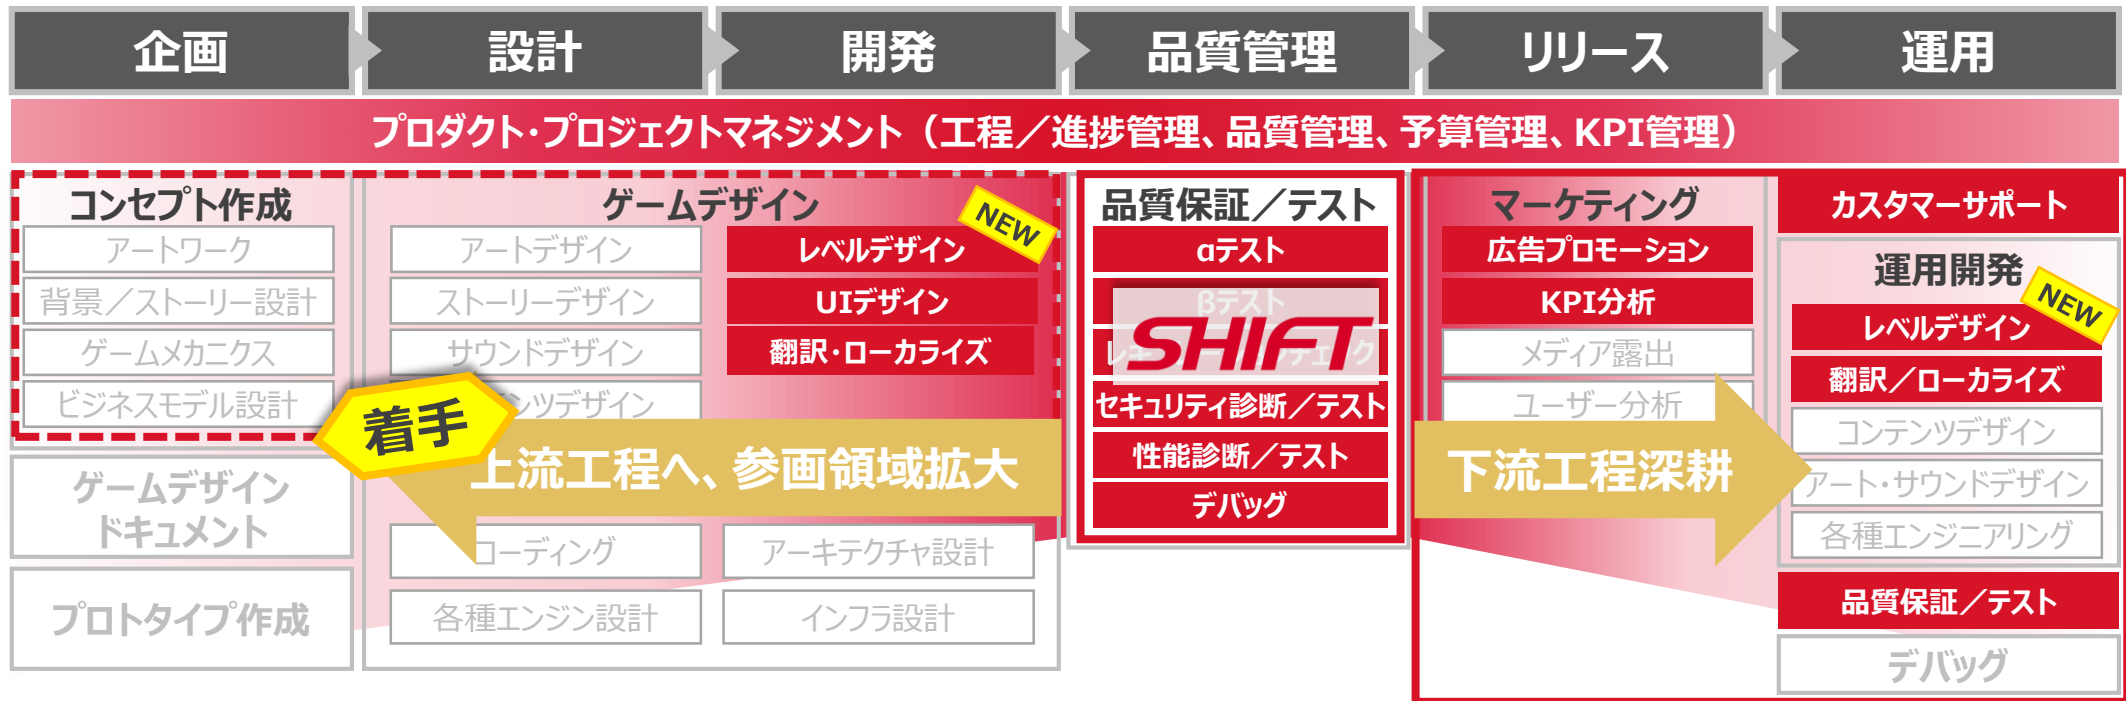 企画
設計
開発
品質管理
リリース
運用
プロダクト・プロジェクトマネジメント（工程／進捗管理、品質管理、予算管理、KPI管理）
コンセプト作成
アートワーク
背景／ストーリー設計
ゲームメカニクス
ビジネスモデル設計
ゲームデザイン
ドキュメント
プロトタイプ作成
ゲームデザイン
NEW
アートデザイン
ストーリーデザイン
サウンドデザイン
ンツデザイン
レベルデザイン
UIデザイン
翻訳・ローカライズ
着手
上流工程へ、参画領域拡大
コーディング
アーキテクチャ設計
各種エンジン設計
インフラ設計
品質保証／テスト
αテスト
βテスト
SHIFT
セキュリティ診断／テスト
性能診断／テスト
デバッグ
マーケティング
広告プロモーション
KPI分析
メディア露出
ユーザー分析
下流工程深耕
カスタマーサポート
運用開発
NEW
レベルデザイン
翻訳／ローカライズ
コンテンツデザイン
アート・サウンドデザイン
各種エンジニアリング
品質保証／テスト
デバッグ